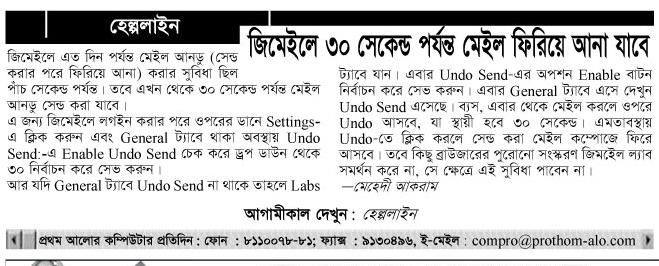 হেল্পলাইন
জিমেইলে ৩০ সেকেন্ড পর্যন্ত মেইল ফিরিয়ে আনা যাবে
জিমেইলে এত দিন পর্যন্ত মেইল আনডু (সেন্ড
করার পরে ফিরিয়ে আনা) করার সুবিধা ছিল
পাঁচ সেকেন্ড পর্যন্ত। তবে এখন থেকে ৩০ সেকেন্ড পর্যন্ত মেইল
আনডু সেন্ড করা যাবে।
এ জন্য জিমেইলে লগইন করার পরে ওপরের ডানে Settings-
এ ক্লিক করুন এবং General ট্যাবে থাকা অবস্থায় Undo
Send:-এ Enable Undo Send চেক করে ড্রপ ডাউন থেকে
৩০ নির্বাচন করে সেভ করুন।
আর যদি General ট্যাবে Undo Send না থাকে তাহলে Labs
ট্যাবে যান। এবার Undo Send-এর অপশন Enable বাটন
নির্বাচন করে সেভ করুন। এবার General ট্যাবে এসে দেখুন
Undo Send এসেছে। ব্যস, এবার থেকে মেইল করলে ওপরে
Undo আসবে, যা স্থায়ী হবে ৩০ সেকেন্ড। এমতাবস্থায়
Undo-তে ক্লিক করলে সেন্ড করা মেইল কম্পোজে ফিরে
আসবে। তবে কিছু ব্রাউজারের পুরোনো সংস্করণ জিমেইল ল্যাব
সমর্থন করে না, সে ক্ষেত্রে এই সুবিধা পাবেন না।
—মেহেদী আকরাম
আগামীকাল দেখুন : হেল্পলাইন
প্রথম আলোর কম্পিউটার প্রতিদিন : ফোন : ৮১১০০৭৮-৮১; ফ্যাক্স : ৯১৩০৪৯৬, ই-মেইল : compro@prothom-alo.com